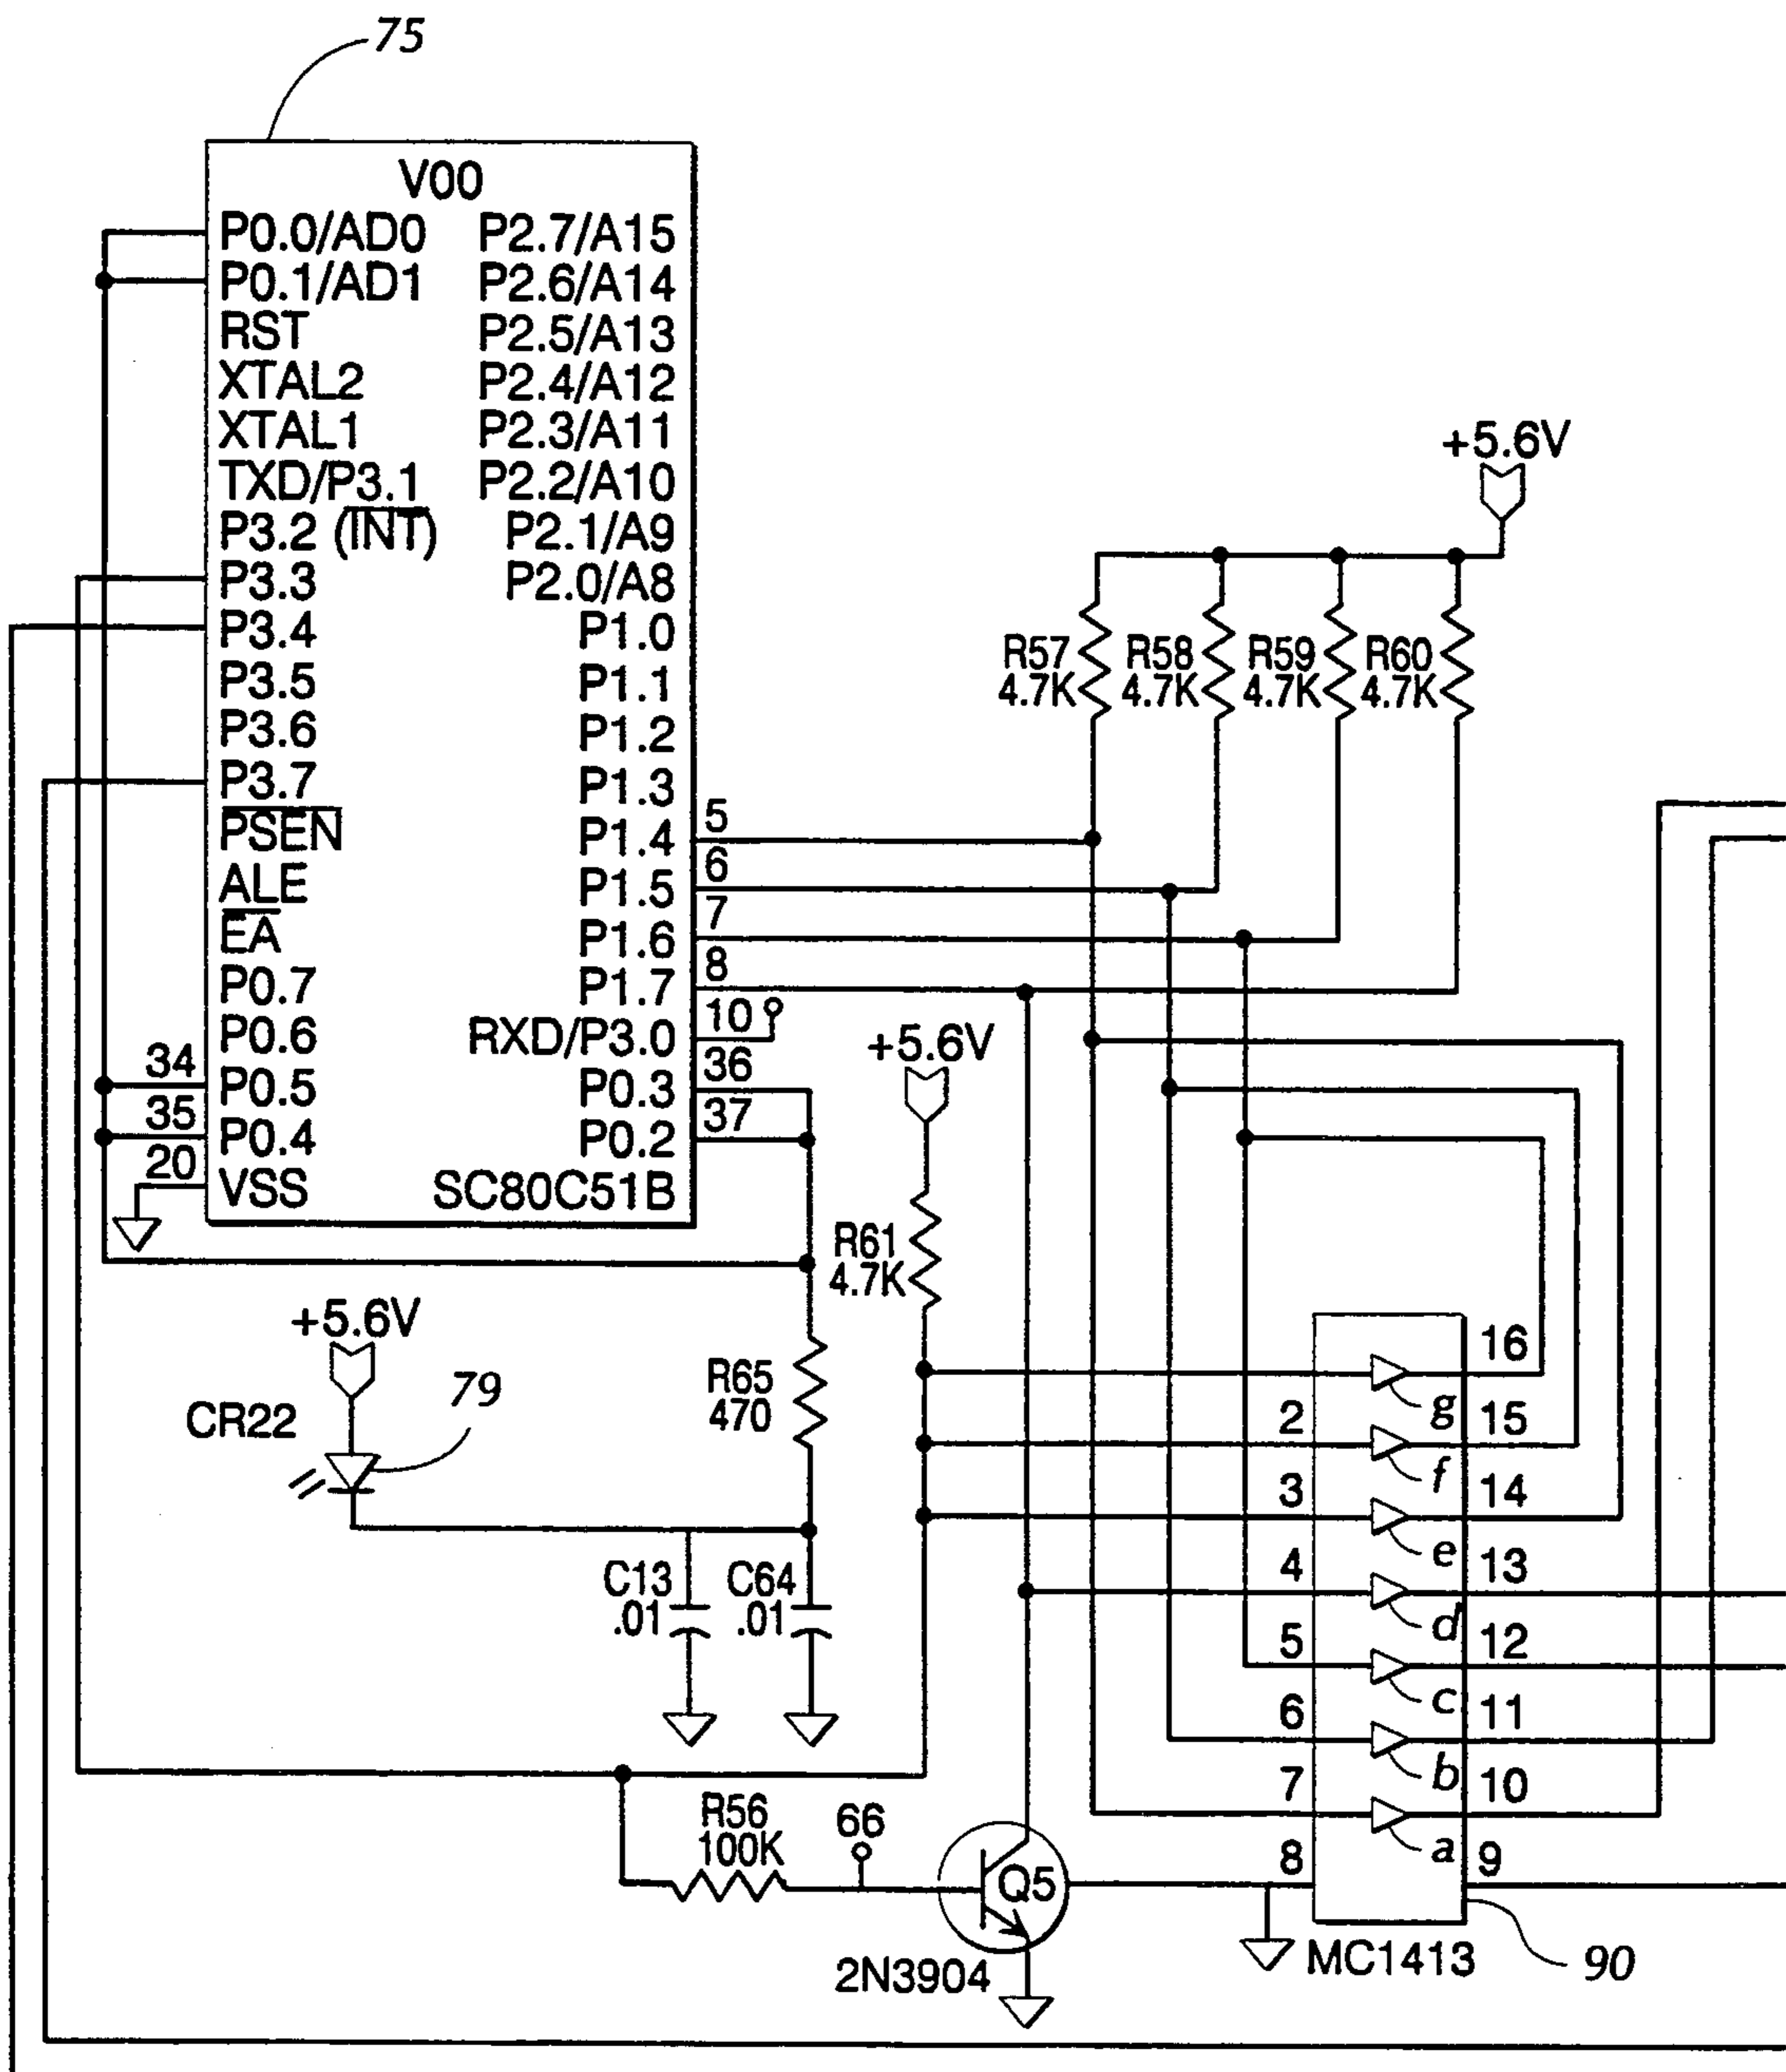 75
V00
P0.0/AD0 P2.7/A15
P0.1/AD1 P2.6/A14
RST P2.5/A13
XTAL2 P2.4/A12
XTAL1 P2.3/A11
TXD/P3.1 P2.2/A10
P3.2 (INT) P2.1/A9
P3.3 P2.0/A8
P3.4 P1.0
P3.5 P1.1
P3.6 P1.2
P3.7 P1.3
PSEN P1.4 5
ALE P1.5 6
EA P1.6 7
P0.7 P1.7 8
P0.6 RXD/P3.0 10
34 P0.5 P0.3 36
35 P0.4 P0.2 37
20 VSS SC80C51B
+5.6V
R57 R58 R59 R60
4.7K 4.7K 4.7K 4.7K
+5.6V
R61
4.7K
+5.6V
CR22
79
R65
470
C13 C64
.01 .01
16
g
2 15
f
3 14
e
4 13
d
5 12
c
6 11
b
7 10
a
8 9
MC1413
90
R56
100K
66
Q5
2N3904